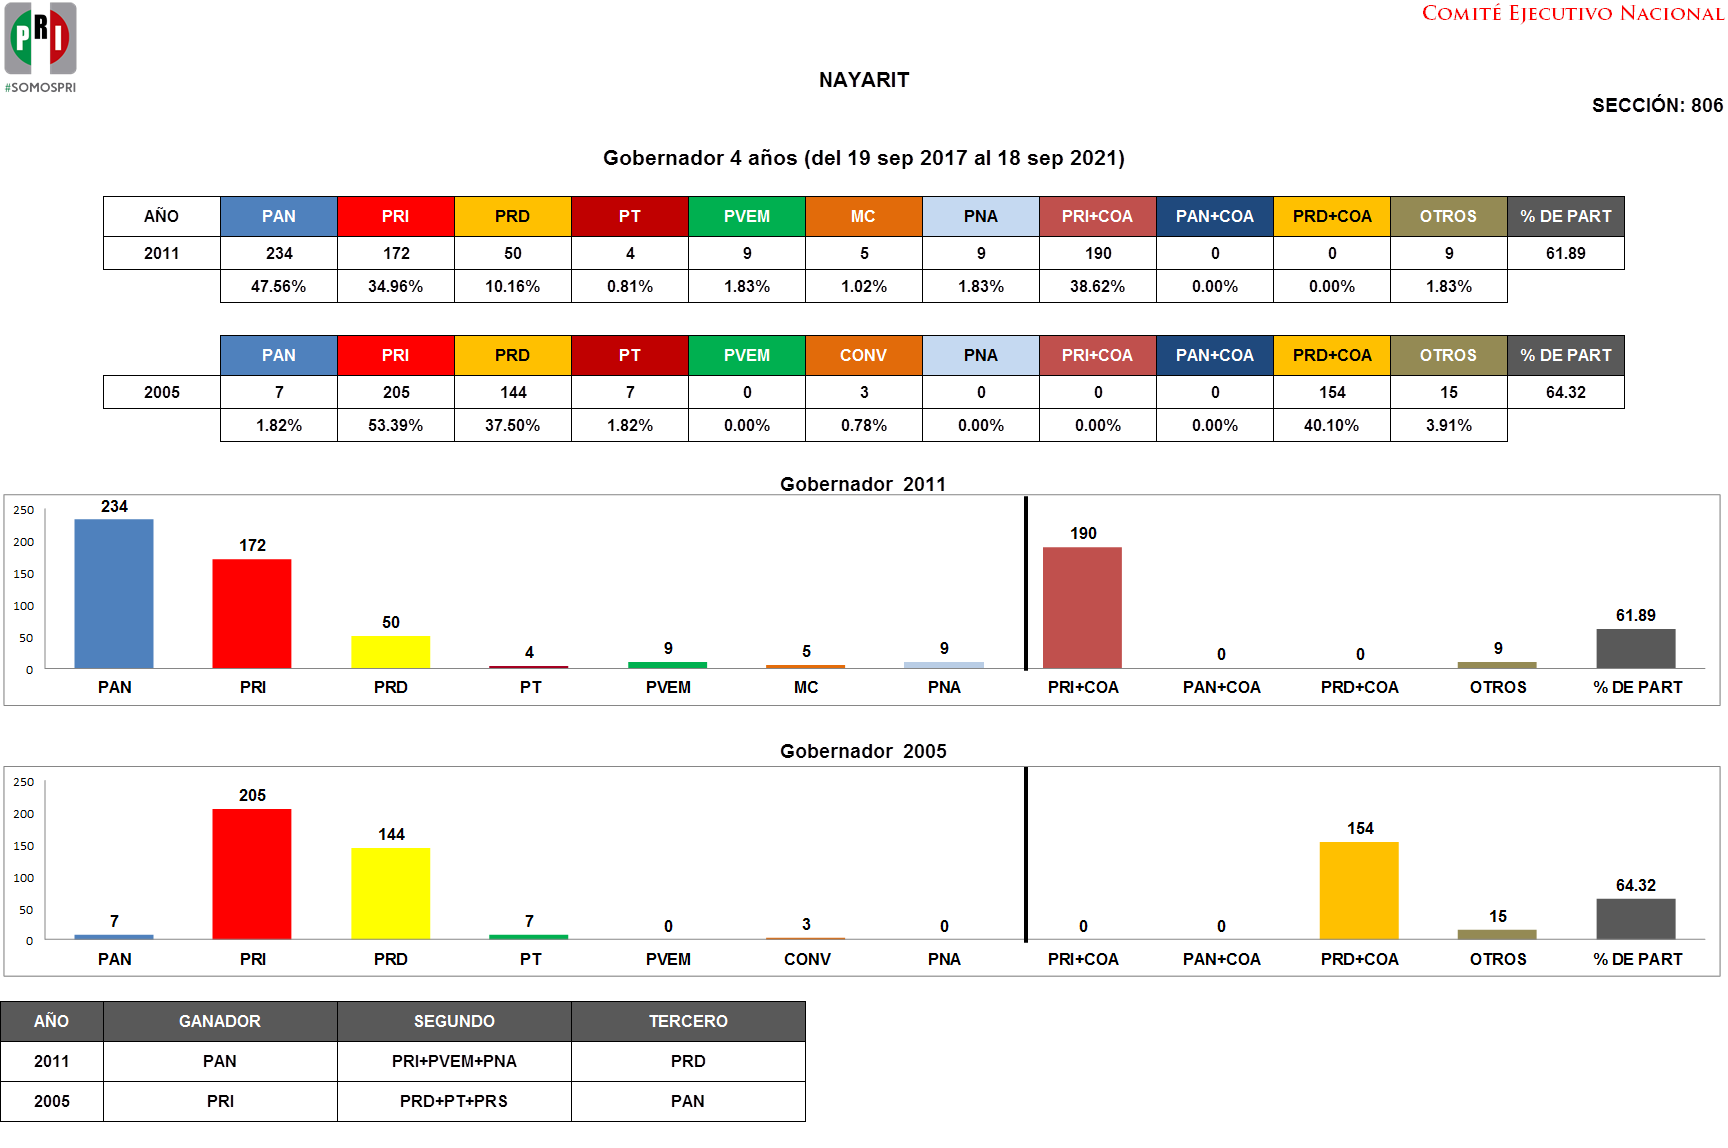 PRI
#SOMOSPRI
COMITÉ EJECUTIVO NACIONAL
NAYARIT
SECCIÓN: 806
Gobernador 4 años (del 19 sep 2017 al 18 sep 2021)
AÑO PAN PRI PRD PT PVEM MC PNA PRI+COA PAN+COA PRD+COA OTROS % DE PART
2011 234 172 50 4 9 5 9 190 0 0 9 61.89
47.56% 34.96% 10.16% 0.81% 1.83% 1.02% 1.83% 38.62% 0.00% 0.00% 1.83%
PAN PRI PRD PT PVEM CONV PNA PRI+COA PAN+COA PRD+COA OTROS % DE PART
2005 7 205 144 7 0 3 0 0 0 154 15 64.32
1.82% 53.39% 37.50% 1.82% 0.00% 0.78% 0.00% 0.00% 0.00% 40.10% 3.91%
Gobernador 2011
250
200
150
100
50
0
234 172 50 4 9 5 9 190 0 0 9 61.89
PAN PRI PRD PT PVEM MC PNA PRI+COA PAN+COA PRD+COA OTROS % DE PART
Gobernador 2005
250
200
150
100
50
0
7 205 144 7 0 3 0 0 0 154 15 64.32
PAN PRI PRD PT PVEM CONV PNA PRI+COA PAN+COA PRD+COA OTROS % DE PART
AÑO GANADOR SEGUNDO TERCERO
2011 PAN PRI+PVEM+PNA PRD
2005 PRI PRD+PT+PRS PAN